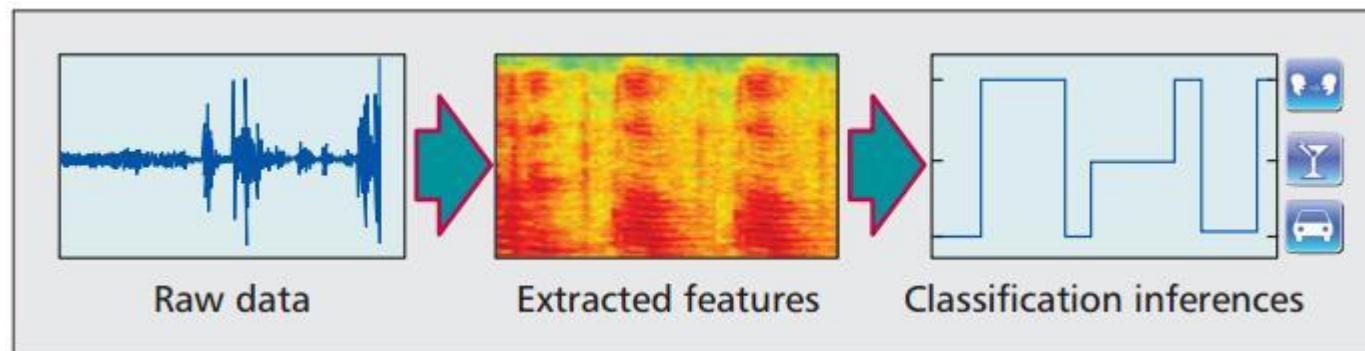 Raw data
Extracted features
Classification inferences